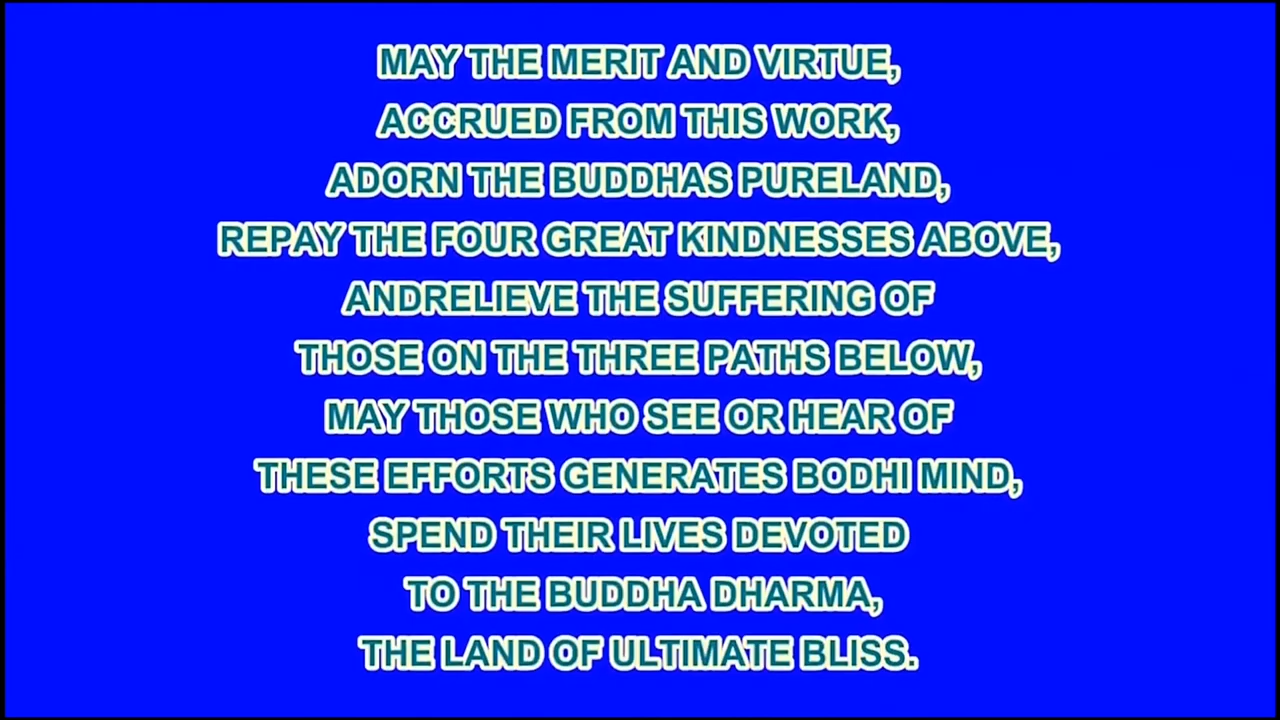 MAY THE MERIT AND VIRTUE,
ACCRUED FROM THIS WORK,
ADORN THE BUDDHAS PURELAND,
REPAY THE FOUR GREAT KINDNESSES ABOVE,
ANDRELIEVE THE SUFFERING OF
THOSE ON THE THREE PATHS BELOW,
MAY THOSE WHO SEE OR HEAR OF
THESE EFFORTS GENERATES BODHI MIND,
SPEND THEIR LIVES DEVOTED
TO THE BUDDHA DHARMA,
THE LAND OF ULTIMATE BLISS.